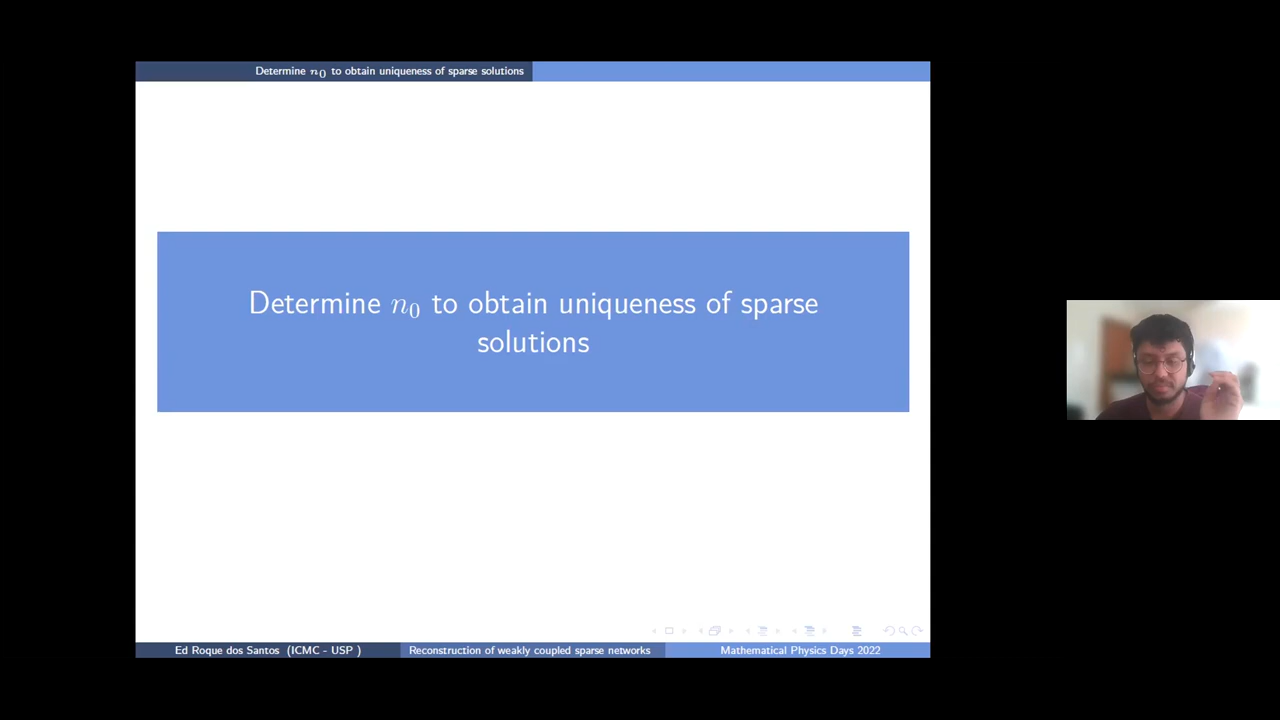 Determine n₀ to obtain uniqueness of sparse solutions
Determine n₀ to obtain uniqueness of sparse
solutions
Ed Roque dos Santos (ICMC - USP )
Reconstruction of weakly coupled sparse networks
Mathematical Physics Days 2022